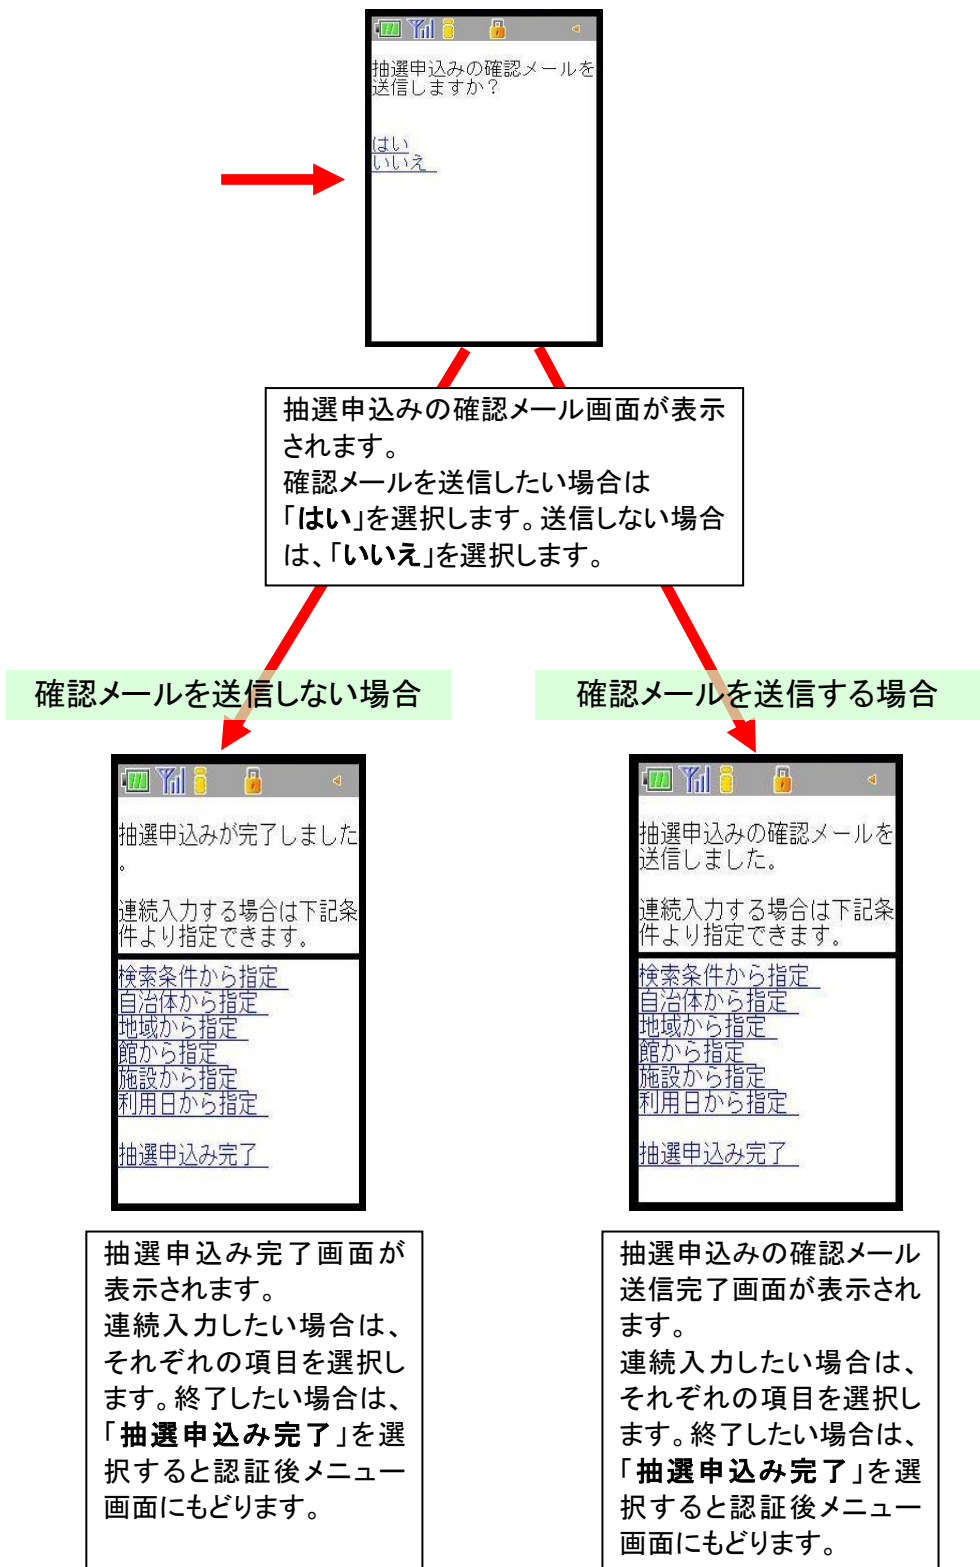 抽選申込みの確認メールを
送信しますか？
はい
いいえ
抽選申込みの確認メール画面が表示
されます。
確認メールを送信したい場合は
「はい」を選択します。送信しない場合
は、「いいえ」を選択します。
確認メールを送信しない場合
確認メールを送信する場合
抽選申込みが完了しました
。
連続入力する場合は下記条
件より指定できます。
検索条件から指定
自治体から指定
地域から指定
館から指定
施設から指定
利用日から指定
抽選申込み完了
抽選申込みの確認メールを
送信しました。
連続入力する場合は下記条
件より指定できます。
検索条件から指定
自治体から指定
地域から指定
館から指定
施設から指定
利用日から指定
抽選申込み完了
抽選申込み完了画面が
表示されます。
連続入力したい場合は、
それぞれの項目を選択し
ます。終了したい場合は、
「抽選申込み完了」を選
択すると認証後メニュー
画面にもどります。
抽選申込みの確認メール
送信完了画面が表示され
ます。
連続入力したい場合は、
それぞれの項目を選択し
ます。終了したい場合は、
「抽選申込み完了」を選
択すると認証後メニュー
画面にもどります。